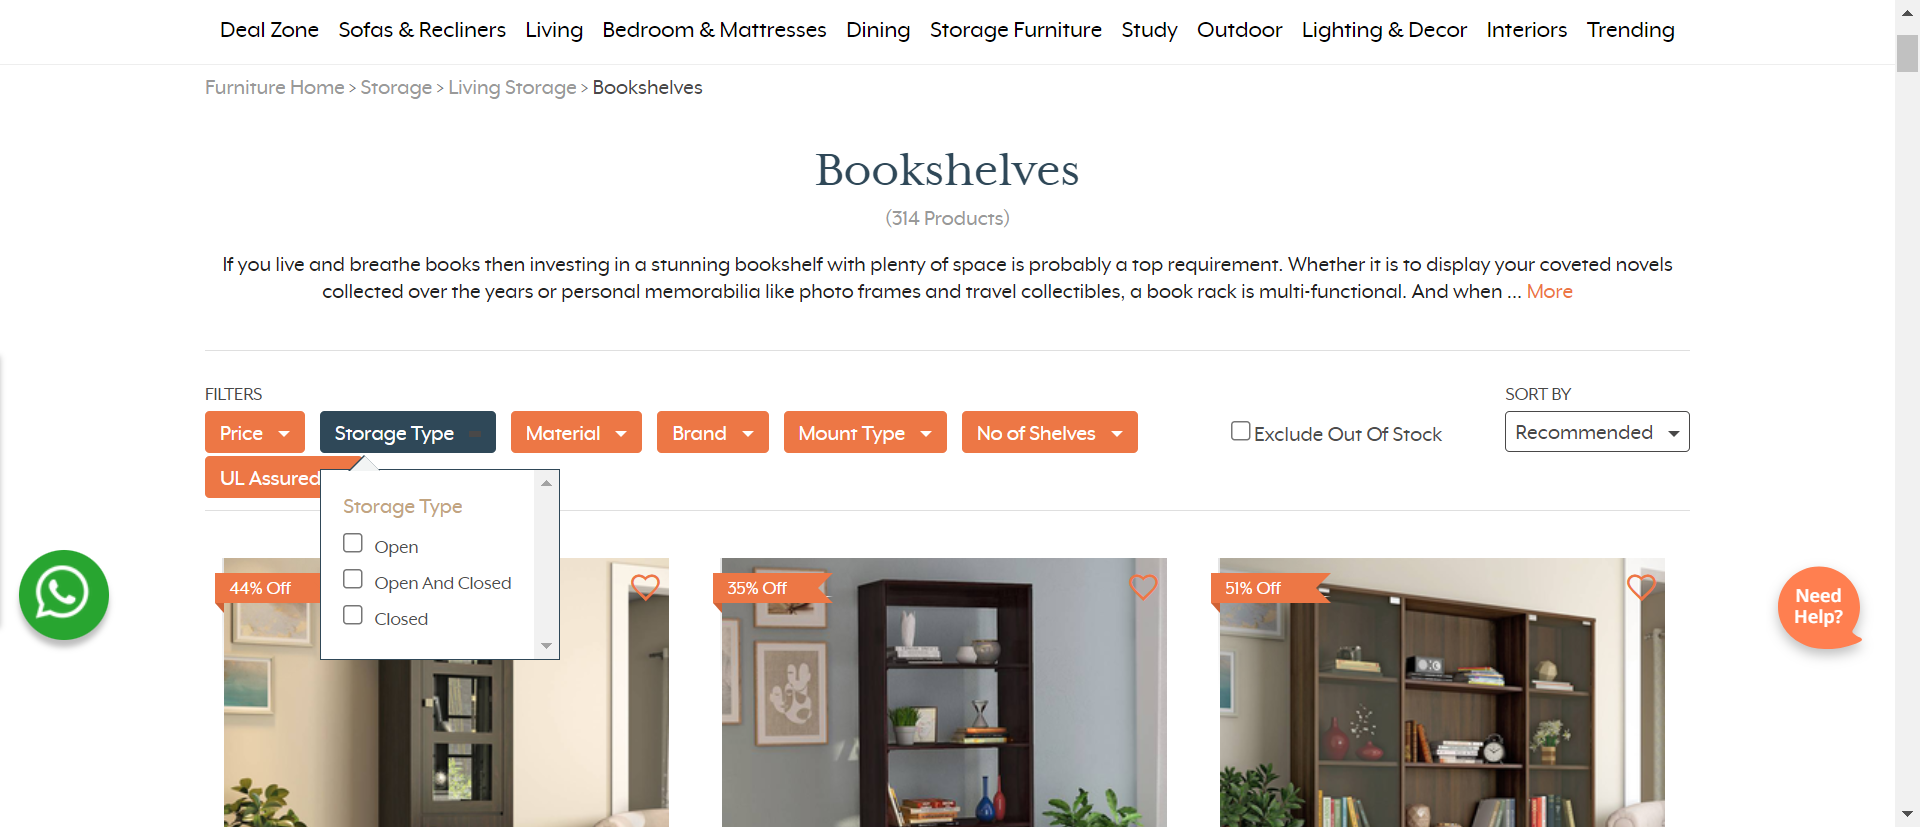 Deal Zone Sofas & Recliners Living Bedroom & Mattresses Dining Storage Furniture Study Outdoor Lighting & Decor Interiors Trending
Furniture Home > Storage > Living Storage > Bookshelves
Bookshelves
(314 Products)
If you live and breathe books then investing in a stunning bookshelf with plenty of space is probably a top requirement. Whether it is to display your coveted novels
collected over the years or personal memorabilia like photo frames and travel collectibles, a book rack is multi-functional. And when ... More
FILTERS
SORT BY
Price Storage Type Material Brand Mount Type No of Shelves Exclude Out Of Stock Recommended
UL Assured
Storage Type
Open
Open And Closed
Closed
44% Off 35% Off 51% Off
Need
Help?